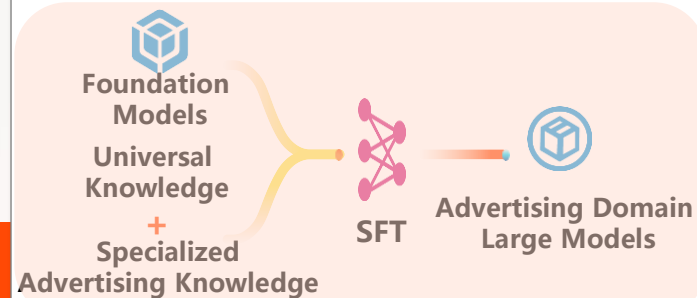 Foundation
Models
Universal
Knowledge
+
Specialized
Advertising Knowledge
SFT
Advertising Domain
Large Models